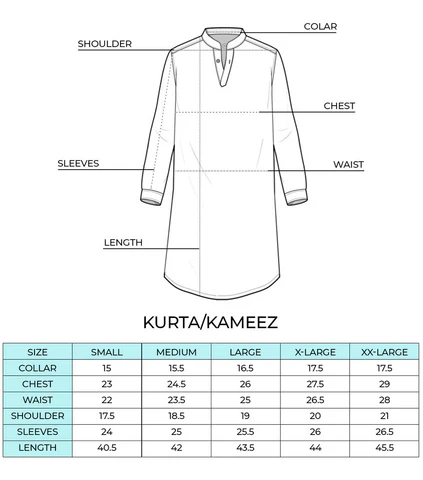 COLAR
SHOULDER
CHEST
SLEEVES
WAIST
LENGTH
KURTA/KAMEEZ
SIZE SMALL MEDIUM LARGE X-LARGE XX-LARGE
COLLAR 15 15.5 16.5 17.5 17.5
CHEST 23 24.5 26 27.5 29
WAIST 22 23.5 25 26.5 28
SHOULDER 17.5 18.5 19 20 21
SLEEVES 24 25 25.5 26 26.5
LENGTH 40.5 42 43.5 44 45.5